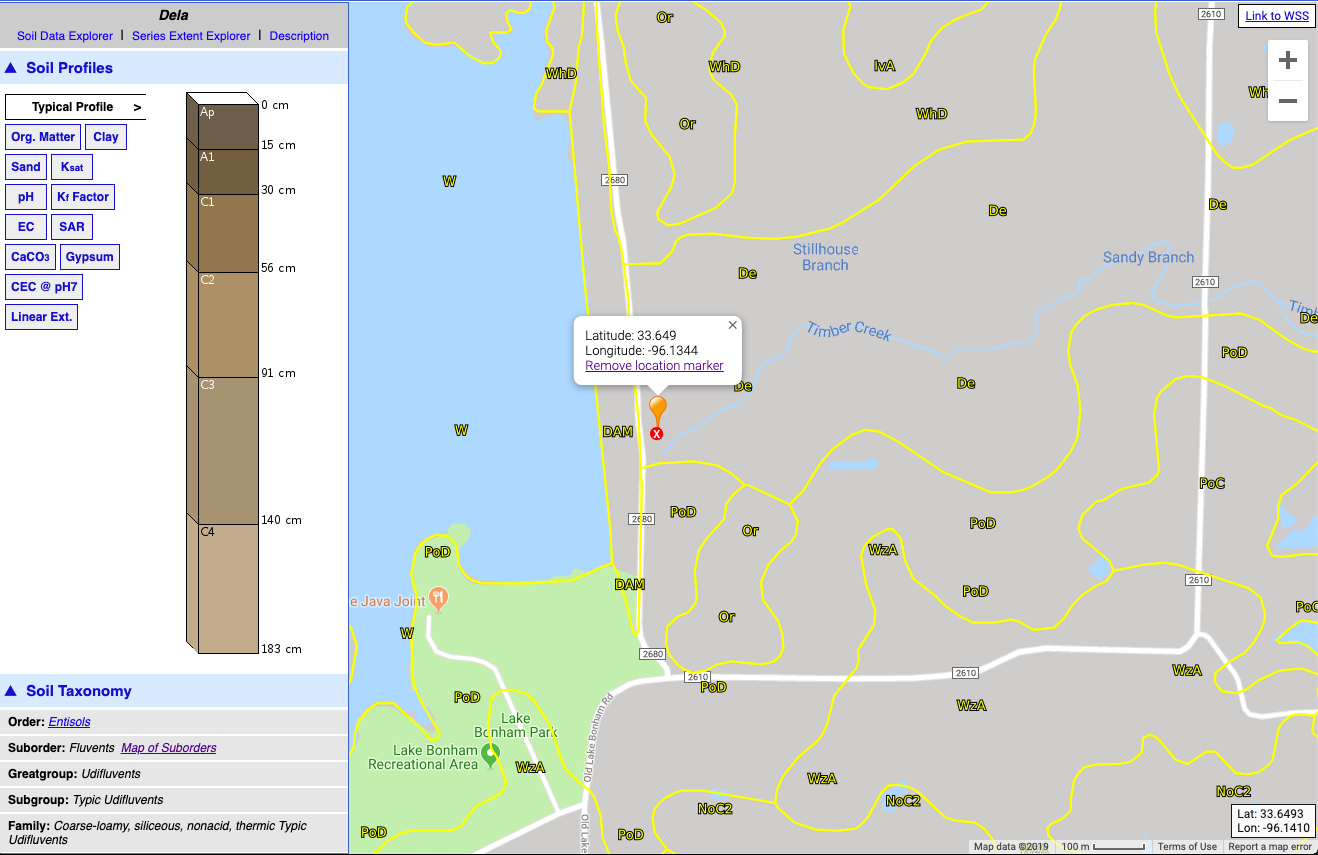 Dela
Soil Data Explorer | Series Extent Explorer | Description
Soil Profiles
Typical Profile >
Org. Matter
Clay
Sand
Ksat
pH
Kf Factor
EC
SAR
CaCO3
Gypsum
CEC @ pH7
Linear Ext.
Ap
0 cm
15 cm
A1
30 cm
C1
56 cm
C2
91 cm
C3
140 cm
C4
183 cm
Soil Taxonomy
Order: Entisols
Suborder: Fluvents Map of Suborders
Greatgroup: Udifluvents
Subgroup: Typic Udifluvents
Family: Coarse-loamy, siliceous, nonacid, thermic Typic
Udifluvents
Link to WSS
+
−
Or
2610
WhD
WhD
IvA
Wh
WhD
Or
W
2680
De
De
Stillhouse
Branch
Sandy Branch
De
2610
Timber Creek
De
Latitude: 33.649
Longitude: -96.1344
Remove location marker
×
PoD
De
De
X
W
DAM
PoC
PoD
2680
PoD
Or
WzA
PoD
DAM
2610
PoD
e Java Joint
PoC
Or
W
2680
2610
2610
WzA
PoD
PoD
WzA
Old Lake Bonham Rd
Lake
Bonham Park
Lake Bonham
Recreational Area
WzA
WzA
NoC2
NoC2
NoC2
PoD
PoD
Old Lake
Lat: 33.6493
Lon: -96.1410
Map data ©2019
100 m
Terms of Use
Report a map error